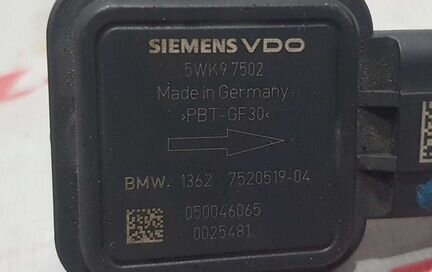 SIEMENS VDO
5WK9 7502
Made in Germany
>PBT-GF30<
BMW. 1362 7520519-04
050046065
0025481